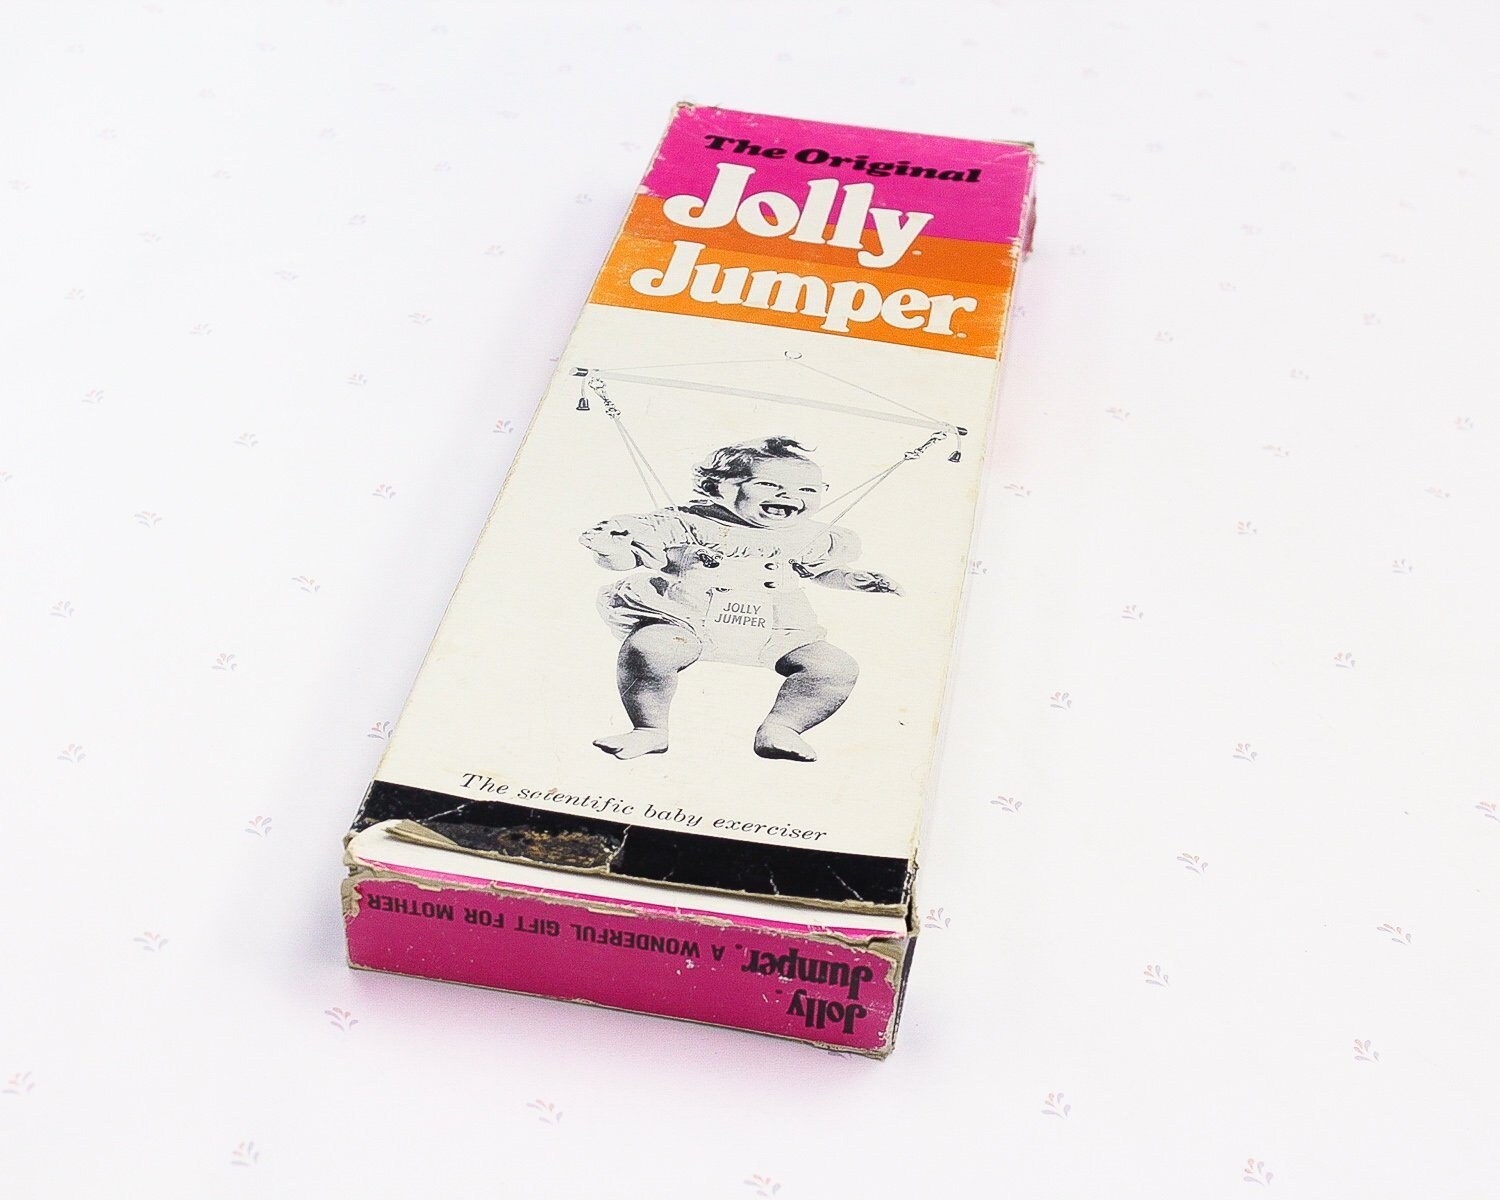 The Original
Jolly
Jumper
JOLLY
JUMPER
The scientific baby exerciser
Jolly
Jumper. A WONDERFUL GIFT FOR MOTHER